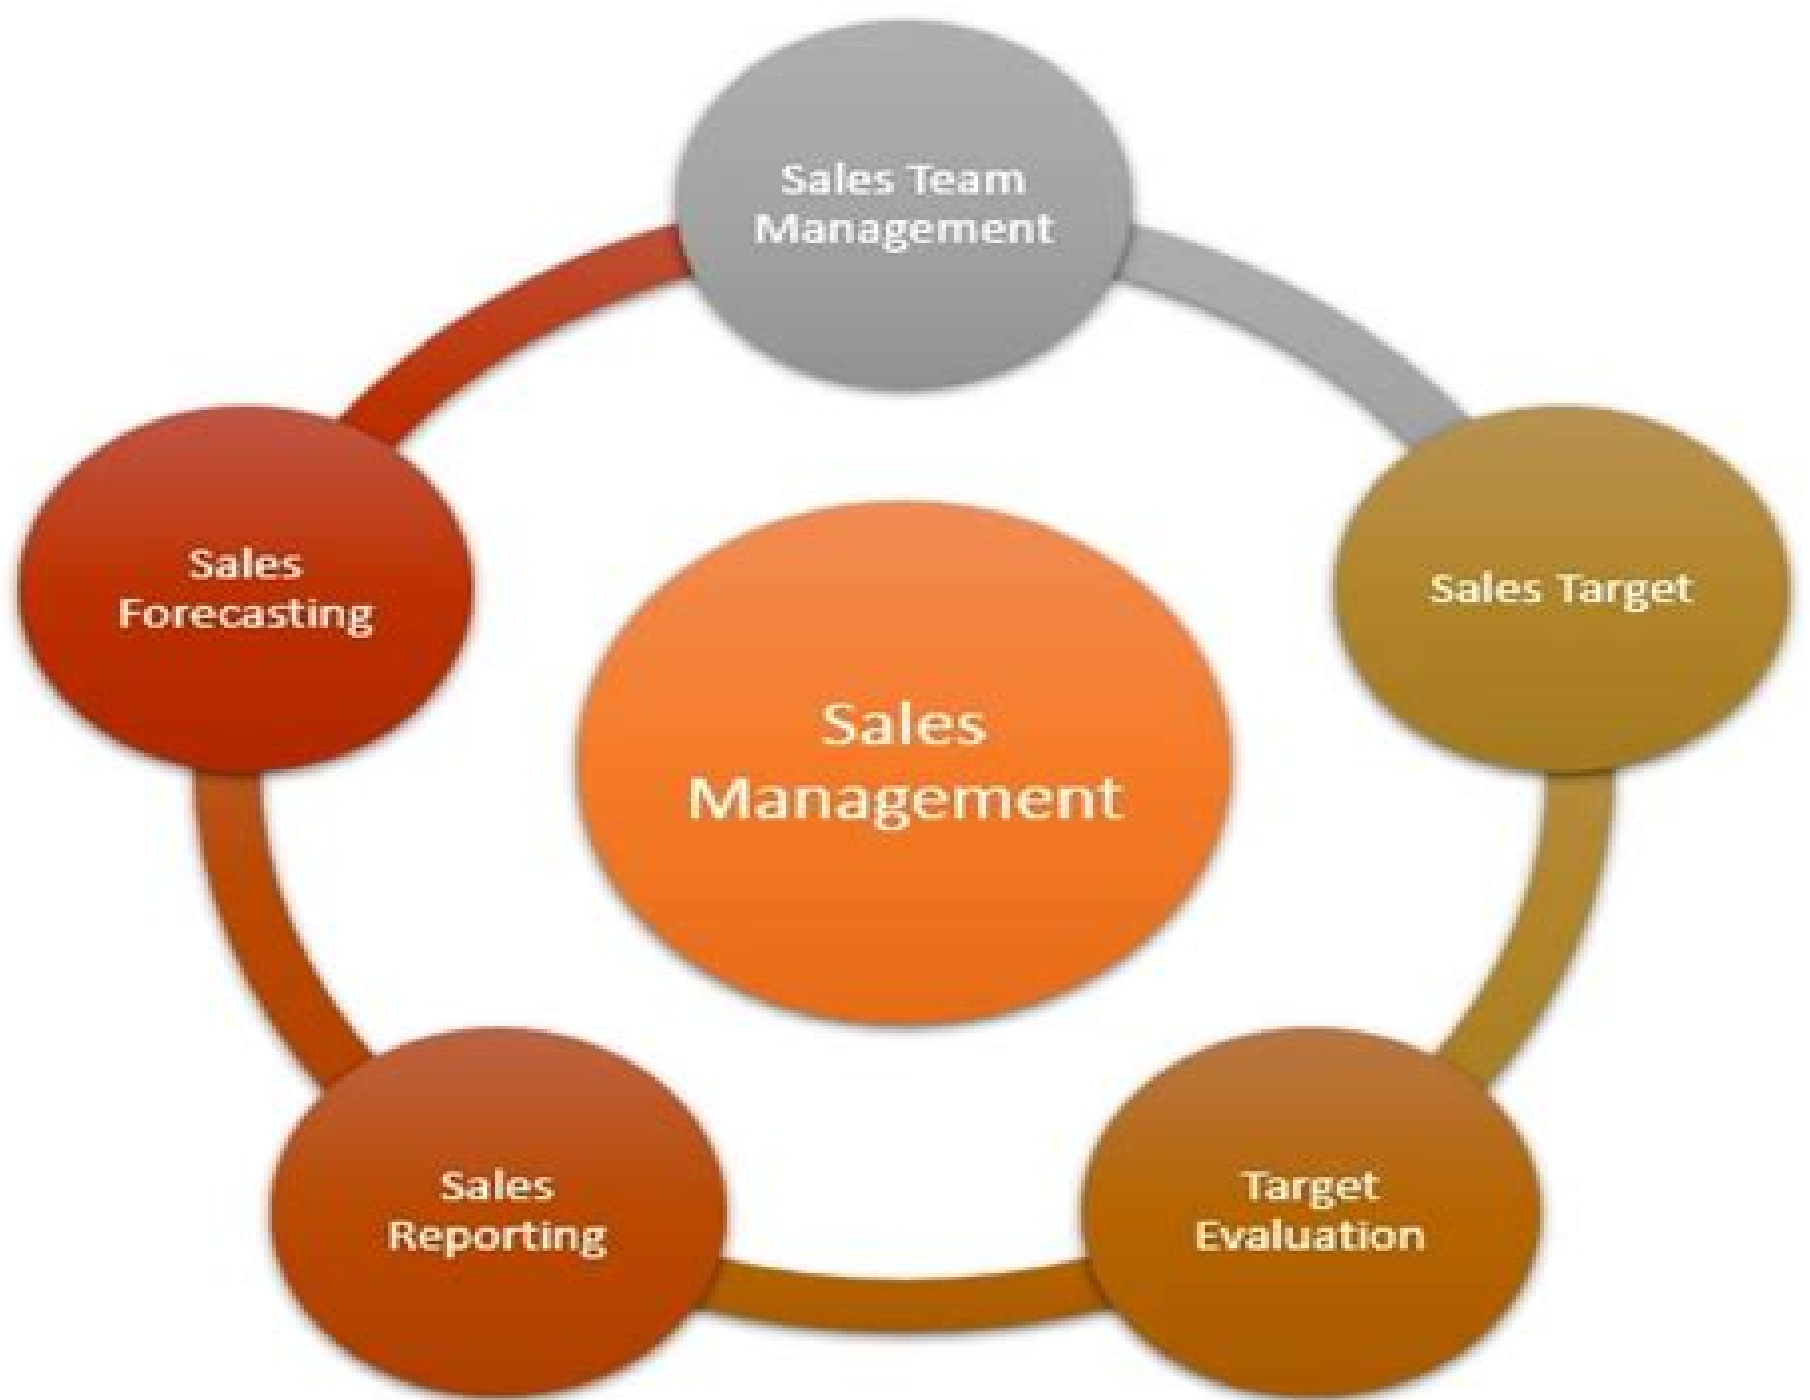 Sales Team
Management
Sales
Forecasting
Sales Target
Sales
Management
Sales
Reporting
Target
Evaluation